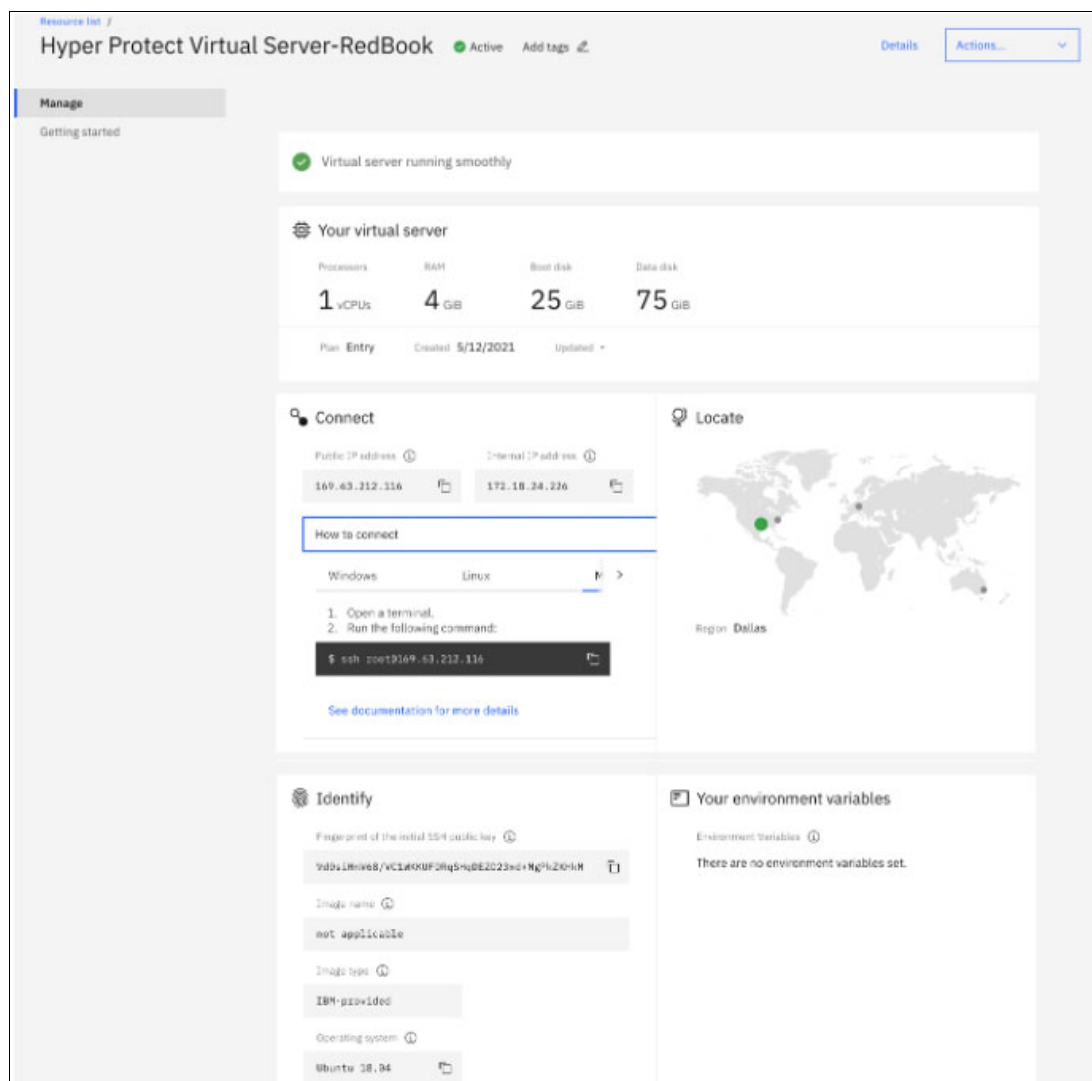 Resource list /
Hyper Protect Virtual Server-RedBook Active Add tags Details Actions...
Manage
Getting started
Virtual server running smoothly
Your virtual server
Processors RAM Boot disk Data disk
1 vCPUs 4 GiB 25 GiB 75 GiB
Plan Entry Created 5/12/2021 Updated -
Connect
Public IP address Internal IP address
169.63.212.116 172.18.24.226
How to connect
Windows Linux
1. Open a terminal.
2. Run the following command:
$ ssh root@169.63.212.116
See documentation for more details
Locate
Region Dallas
Identify
Fingerprint of the initial SSH public key
Image name
not applicable
Image type
IBM-provided
Operating system
Ubuntu 18.04
Your environment variables
Environment Variables
There are no environment variables set.